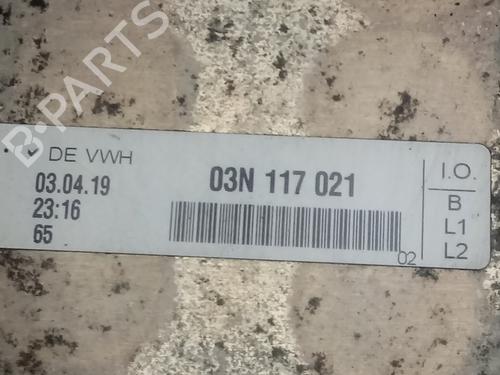 B-PARTS
DE VWH
03.04.19
23:16
65
03N 117 021
02
I.O.
B
L1
L2